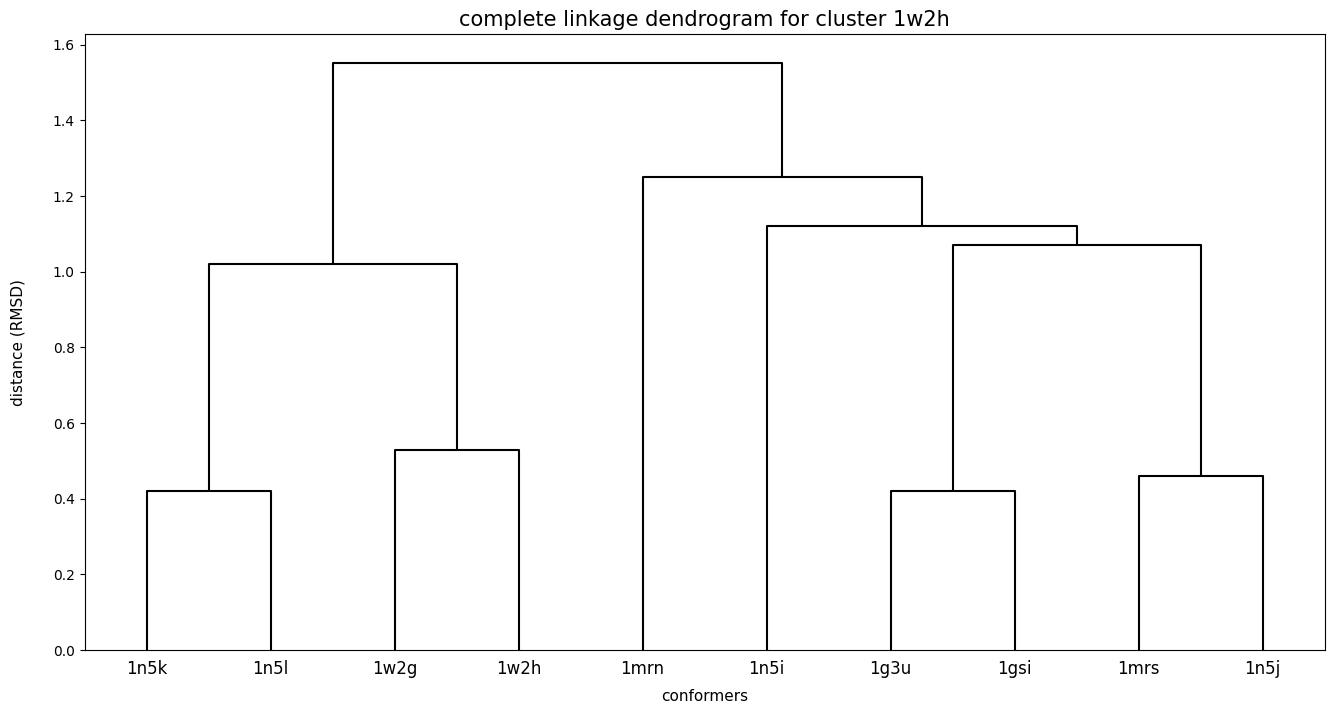 complete linkage dendrogram for cluster 1w2h
1.6
1.4
1.2
1.0
0.8
0.6
0.4
0.2
0.0
distance (RMSD)
1n5k 1n5l 1w2g 1w2h 1mrn 1n5i 1g3u 1gsi 1mrs 1n5j
conformers